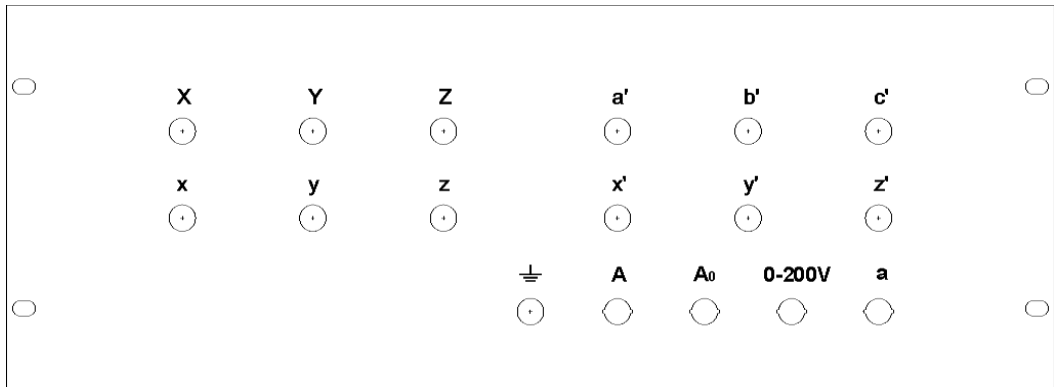 X Y Z a' b' c'
x y z x' y' z'
⏚ A A₀ 0-200V a